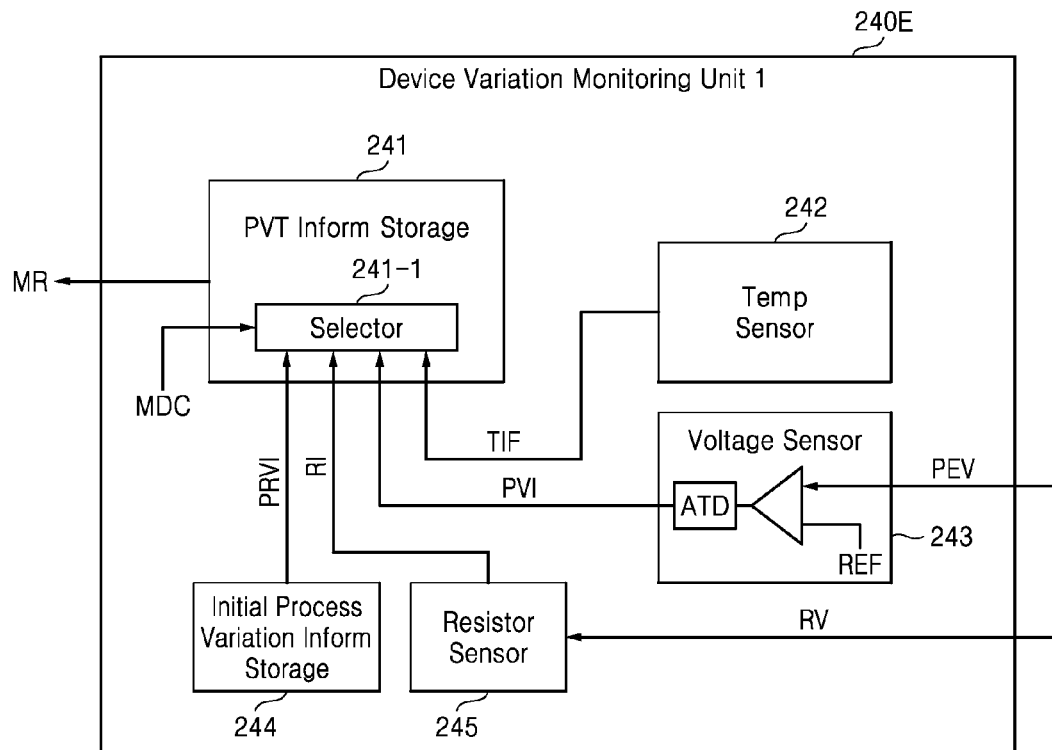 240E
Device Variation Monitoring Unit 1
241
PVT Inform Storage
241-1
Selector
MR
MDC
242
Temp
Sensor
TIF
Voltage Sensor
PEV
ATD
REF
243
PVI
PRVI
RI
Initial Process
Variation Inform
Storage
244
Resistor
Sensor
245
RV